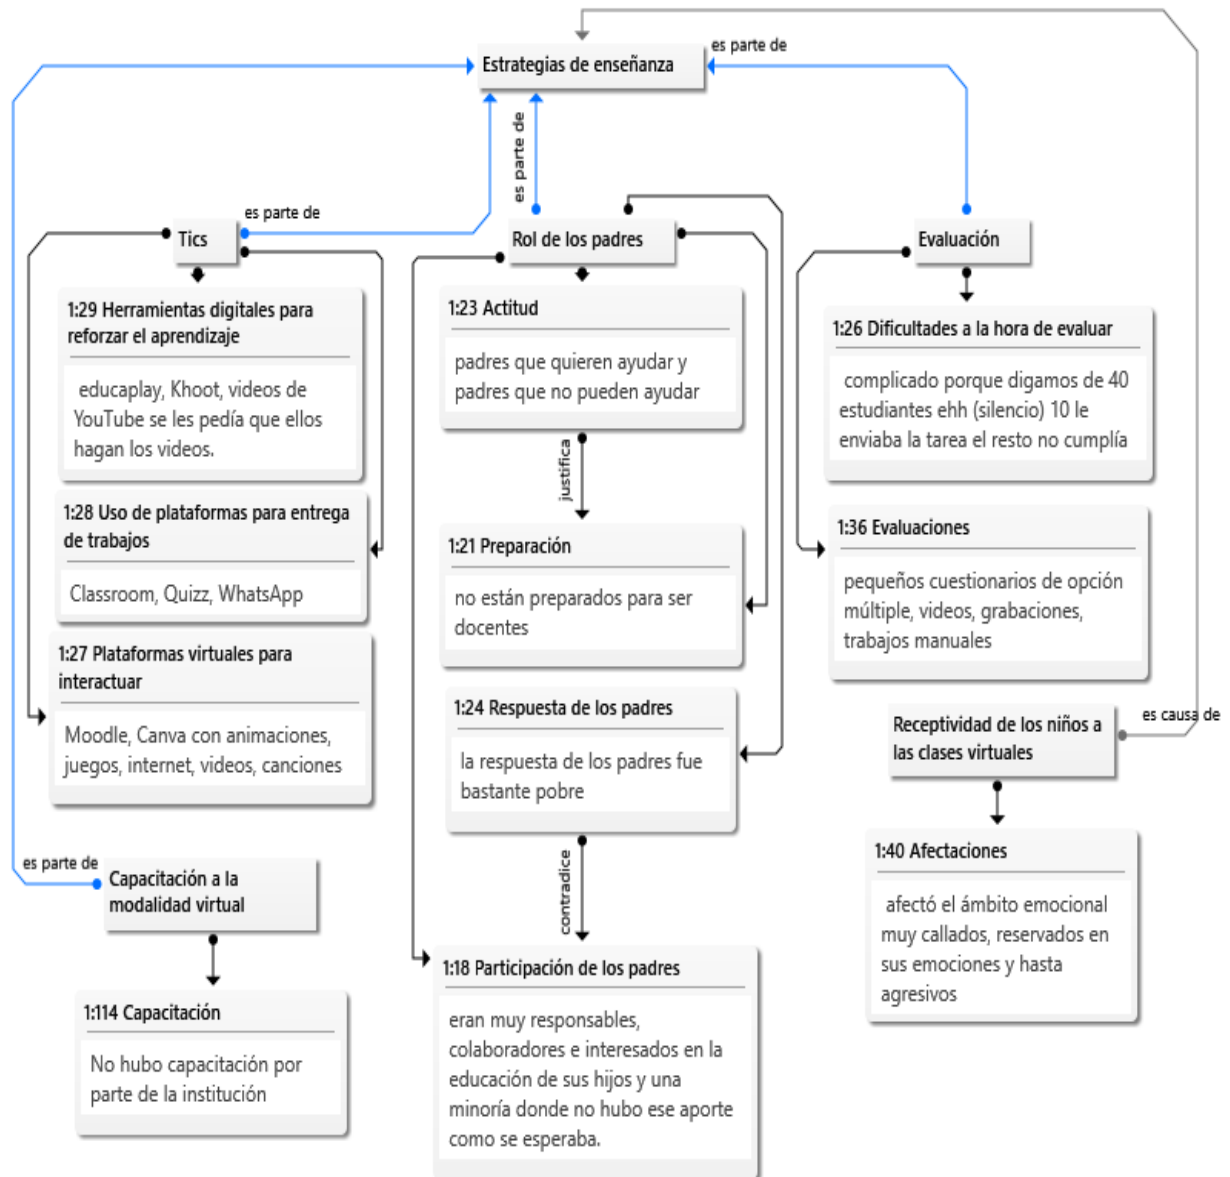 es parte de
Estrategias de enseñanza
es parte de
es parte de
Tics
Rol de los padres
Evaluación
1:29 Herramientas digitales para
reforzar el aprendizaje
educaplay, Khoot, videos de
YouTube se les pedía que ellos
hagan los videos.
1:28 Uso de plataformas para entrega
de trabajos
Classroom, Quizz, WhatsApp
1:27 Plataformas virtuales para
interactuar
Moodle, Canva con animaciones,
juegos, internet, videos, canciones
es parte de
Capacitación a la
modalidad virtual
1:114 Capacitación
No hubo capacitación por
parte de la institución
1:23 Actitud
padres que quieren ayudar y
padres que no pueden ayudar
justifica
1:21 Preparación
no están preparados para ser
docentes
1:24 Respuesta de los padres
la respuesta de los padres fue
bastante pobre
contradice
1:18 Participación de los padres
eran muy responsables,
colaboradores e interesados en la
educación de sus hijos y una
minoría donde no hubo ese aporte
como se esperaba.
1:26 Dificultades a la hora de evaluar
complicado porque digamos de 40
estudiantes ehh (silencio) 10 le
enviaba la tarea el resto no cumplía
1:36 Evaluaciones
pequeños cuestionarios de opción
múltiple, videos, grabaciones,
trabajos manuales
Receptividad de los niños a
las clases virtuales
es causa de
1:40 Afectaciones
afectó el ámbito emocional
muy callados, reservados en
sus emociones y hasta
agresivos